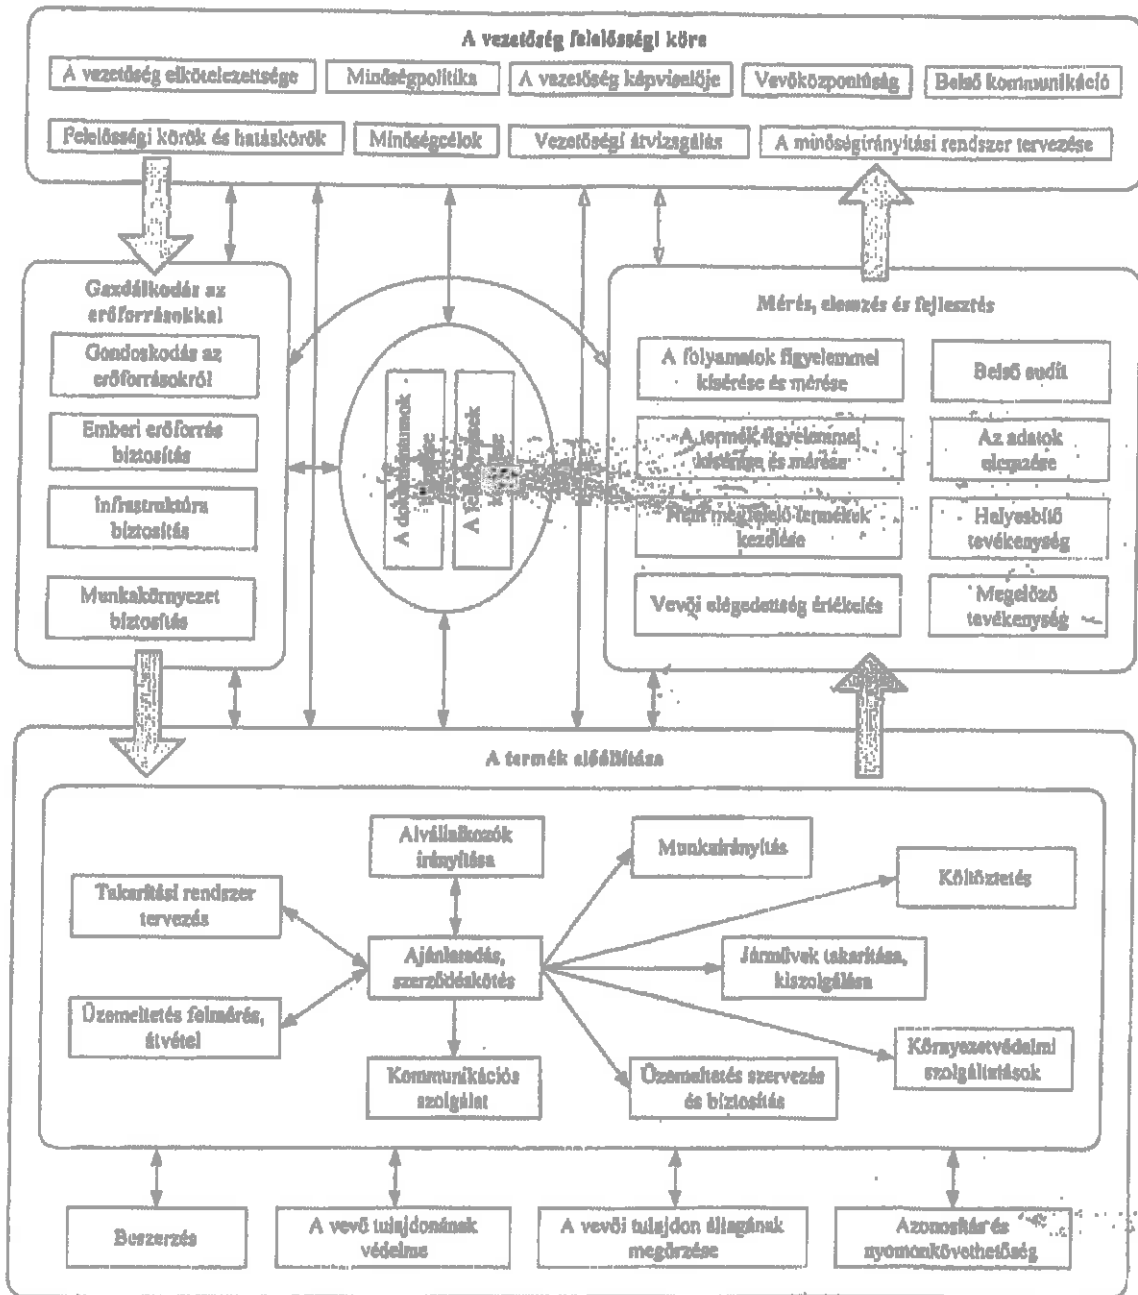 A vezetőség felelősségi köre
A vezetőség elkötelezettsége
Minőségpolitika
A vezetőség képviselője
Vevőközpontúság
Belső kommunikáció
Felelősségi körök és hatáskörök
Minőségcélok
Vezetőségi átvizsgálás
A minőségirányítási rendszer tervezése
Gazdálkodás az
erőforrásokkal
Gondoskodás az
erőforrásokról
Emberi erőforrás
biztosítás
Infrastruktúra
biztosítás
Munkakörnyezet
biztosítás
A dokumentumok
A
Mérés, elemzés és fejlesztés
A folyamatok figyelemmel
kísérése és mérése
Belső audit
A termék figyelemmel
kísérése és mérése
Az adatok
elemzése
Nem megfelelő termékek
kezelése
Helyesbítő
tevékenység
Vevői elégedettség értékelés
Megelőző
tevékenység
A termék előállítása
Alvállalkozók
irányítása
Munkairányítás
Költöztetés
Takarítási rendszer
tervezés
Ajánlatadás,
szerződéskötés
Járművek takarítása,
kiszolgálása
Üzemeltetés felmérés,
átvétel
Kommunikációs
szolgálat
Üzemeltetés szervezés
és biztosítás
Környezetvédelmi
szolgáltatások
Beszerzés
A vevő tulajdonának
védelme
A vevői tulajdon állagának
megőrzése
Azonosítás és
nyomonkövethetőség